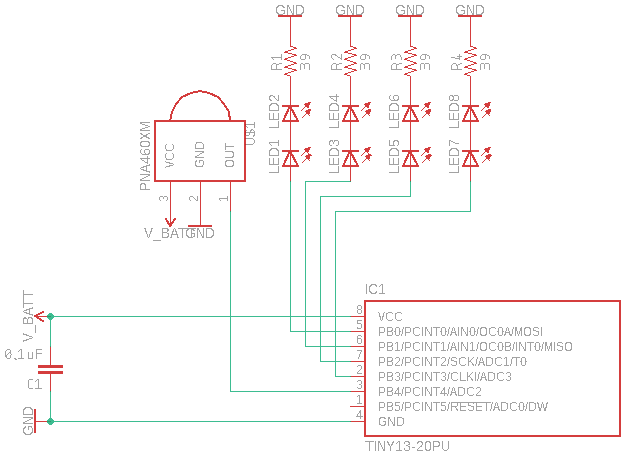 GND
GND
GND
GND
R1
39
R2
39
R3
39
R4
39
LED2
LED4
LED6
LED8
LED1
LED3
LED5
LED7
PNA460XM
U$1
VCC
GND
OUT
3
2
1
V_BATT
GND
V_BATT
0.1uF
C1
GND
IC1
8 VCC
5 PB0/PCINT0/AIN0/OC0A/MOSI
6 PB1/PCINT1/AIN1/OC0B/INT0/MISO
7 PB2/PCINT2/SCK/ADC1/T0
2 PB3/PCINT3/CLKI/ADC3
3 PB4/PCINT4/ADC2
1 PB5/PCINT5/RESET/ADC0/DW
4 GND
TINY13-20PU